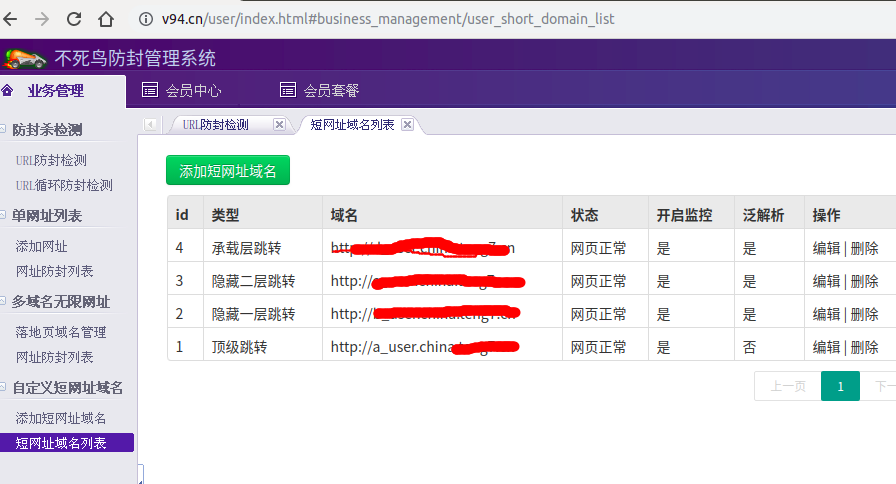 v94.cn/user/index.html#business_management/user_short_domain_list
不死鸟防封管理系统
业务管理 会员中心 会员套餐
防封杀检测
URL防封检测
URL循环防封检测
单网址列表
添加网址
网址防封列表
多域名无限网址
落地页域名管理
网址防封列表
自定义短网址域名
添加短网址域名
短网址域名列表
URL防封检测 短网址域名列表
添加短网址域名
id 类型 域名 状态 开启监控 泛解析 操作
4 承载层跳转 网页正常 是 是 编辑 | 删除
3 隐藏二层跳转 http:// 网页正常 是 是 编辑 | 删除
2 隐藏一层跳转 http:// 网页正常 是 是 编辑 | 删除
1 顶级跳转 http://a_user.china 网页正常 是 否 编辑 | 删除
上一页 1 下一